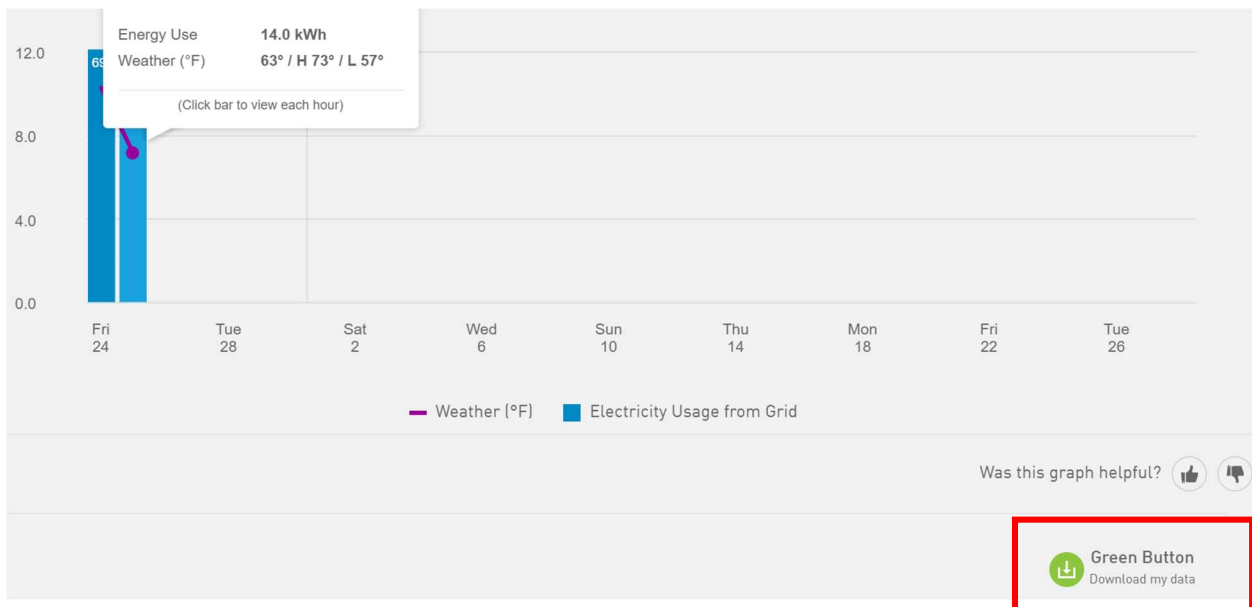 Energy Use 14.0 kWh
Weather (°F) 63° / H 73° / L 57°
(Click bar to view each hour)
12.0
8.0
4.0
0.0
Fri
24
Tue
28
Sat
2
Wed
6
Sun
10
Thu
14
Mon
18
Fri
22
Tue
26
Weather (°F)
Electricity Usage from Grid
Was this graph helpful?
Green Button
Download my data